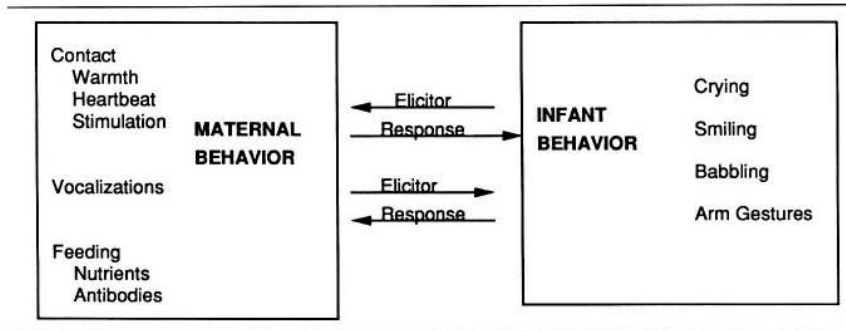 Contact
Warmth
Heartbeat
Stimulation
MATERNAL
BEHAVIOR
Vocalizations
Feeding
Nutrients
Antibodies
Elicitor
Response
Elicitor
Response
INFANT
BEHAVIOR
Crying
Smiling
Babbling
Arm Gestures